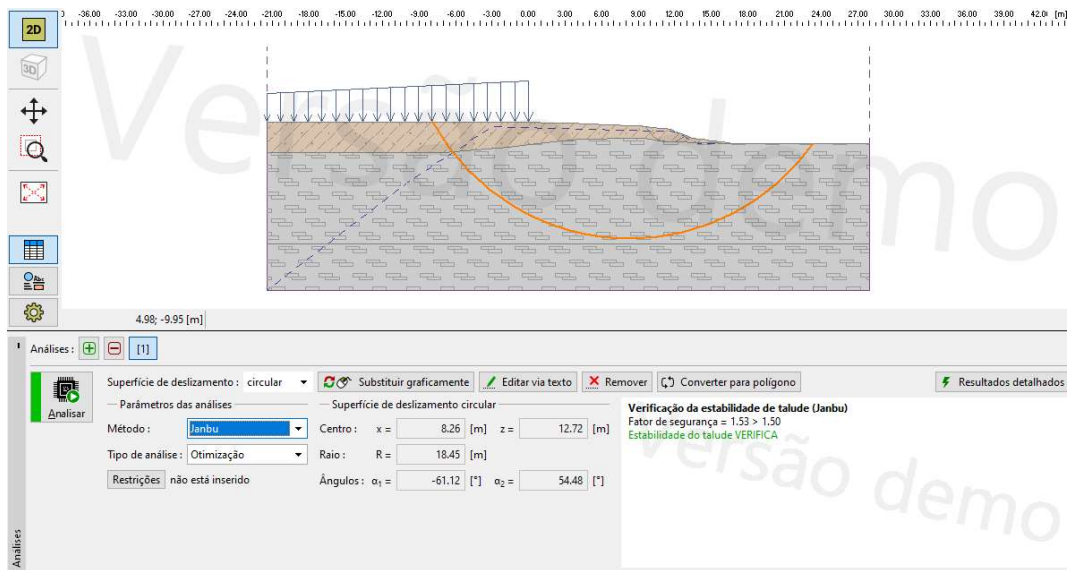 -36.00 -33.00 -30.00 -27.00 -24.00 -21.00 -18.00 -15.00 -12.00 -9.00 -6.00 -3.00 0.00 3.00 6.00 9.00 12.00 15.00 18.00 21.00 24.00 27.00 30.00 33.00 36.00 39.00 42.0 [m]
2D
3D
Versão demo
Abc
4.98; -9.95 [m]
Análises : [1]
Superfície de deslizamento : circular Substituir graficamente Editar via texto Remover Converter para polígono Resultados detalhados
Analisar
Parâmetros das análises Superfície de deslizamento circular
Verificação da estabilidade de talude (Janbu)
Método : Janbu Centro : x = 8.26 [m] z = 12.72 [m]
Fator de segurança = 1.53 > 1.50
Estabilidade do talude VERIFICA
Tipo de análise : Otimização Raio : R = 18.45 [m]
Restrições não está inserido Ângulos : α1 = -61.12 [°] α2 = 54.48 [°]
Versão demo
Análises